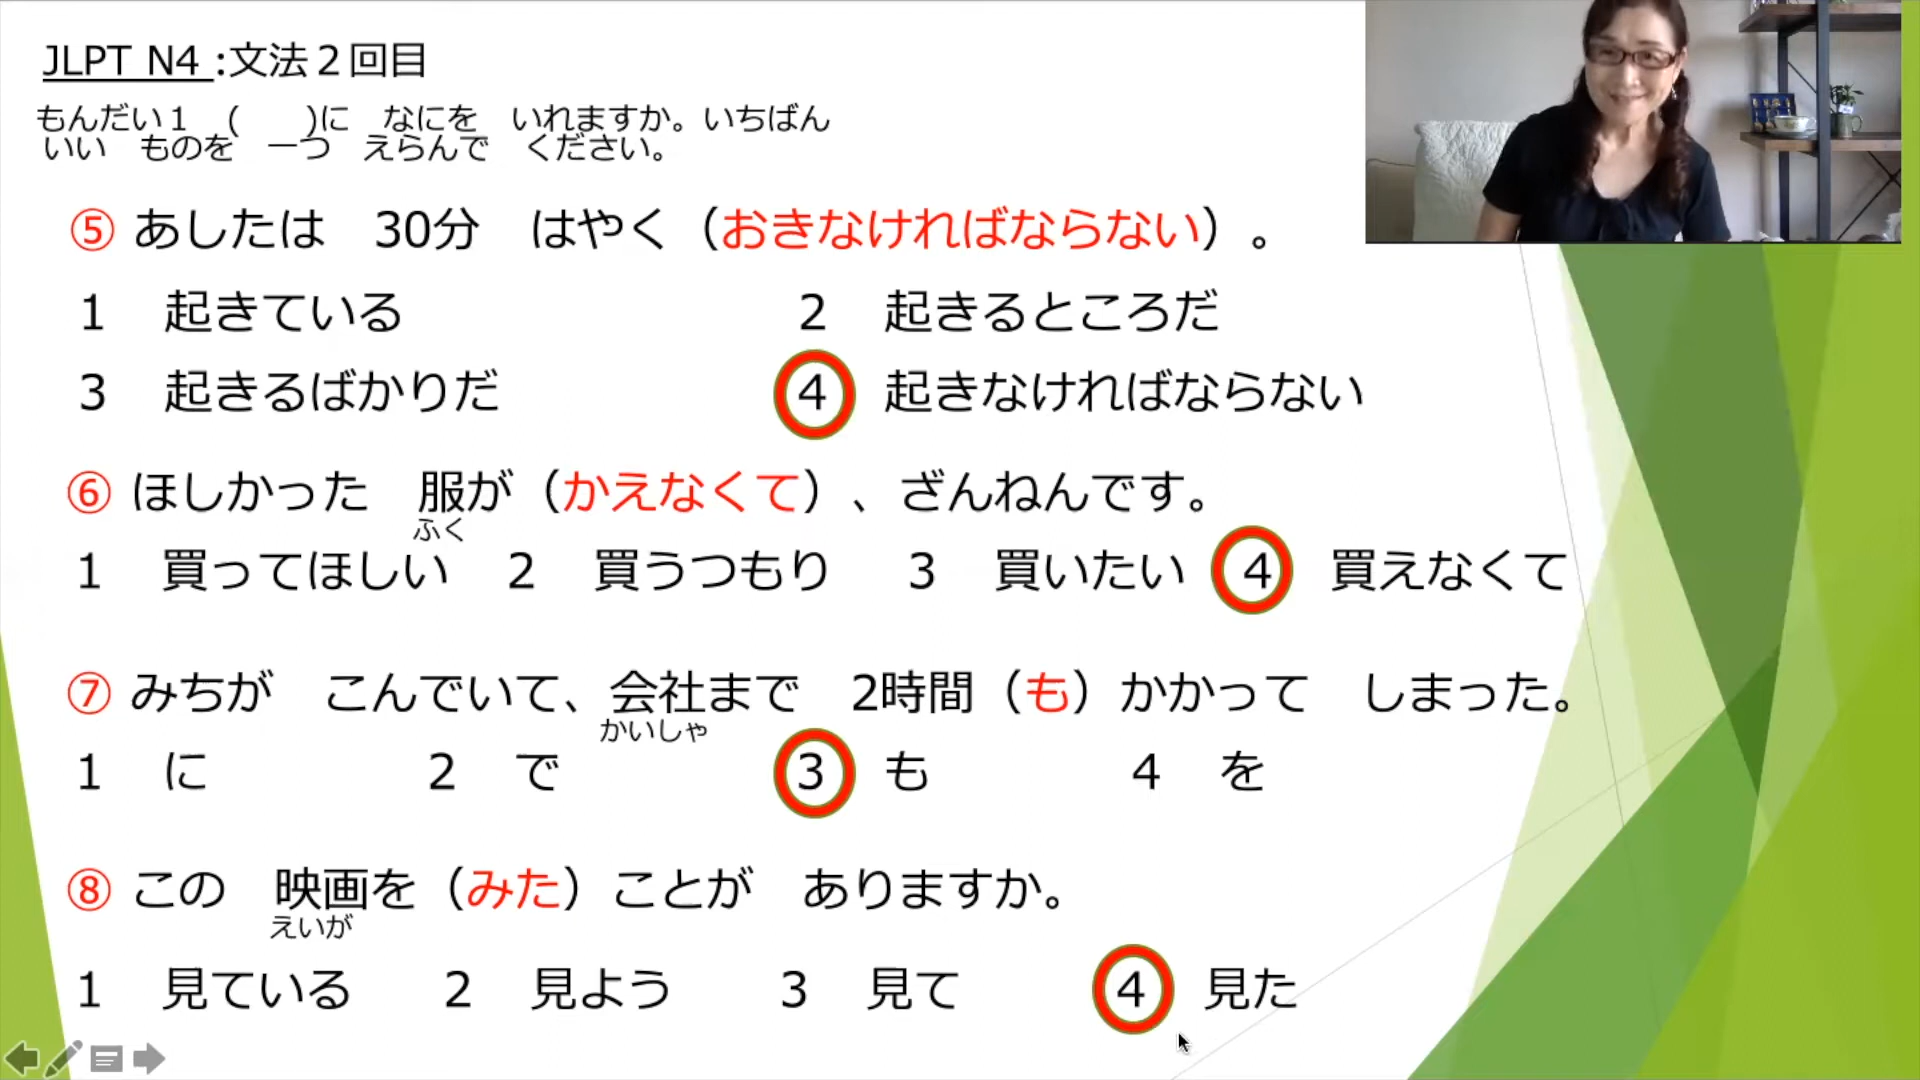 JLPT N4 :文法２回目
もんだい１　(　　)に　なにを　いれますか。いちばん
いい　ものを　一つ　えらんで　ください。
⑤ あしたは　30分　はやく（おきなければならない）。
1　起きている　2　起きるところだ
3　起きるばかりだ　4　起きなければならない
⑥ ほしかった　服が（かえなくて）、ざんねんです。
ふく
1　買ってほしい　2　買うつもり　3　買いたい　4　買えなくて
⑦ みちが　こんでいて、会社まで　2時間（も）かかって　しまった。
かいしゃ
1　に　2　で　3　も　4　を
⑧ この　映画を（みた）ことが　ありますか。
えいが
1　見ている　2　見よう　3　見て　4　見た